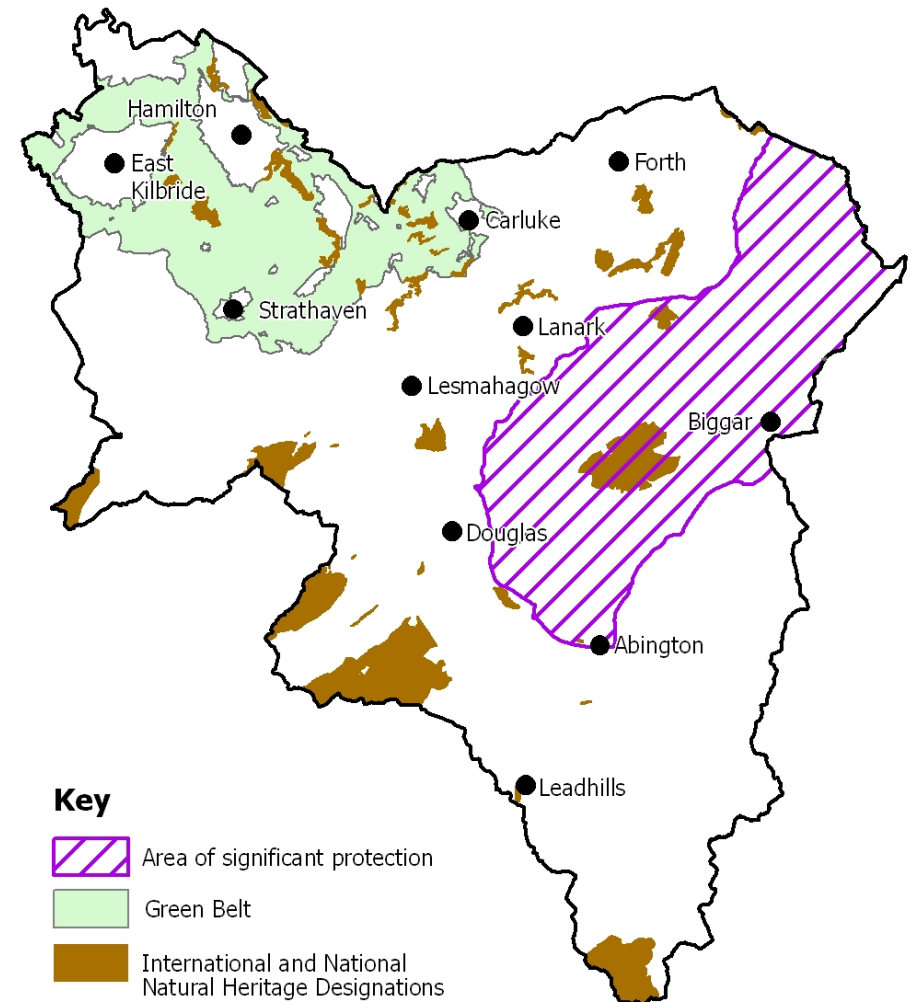 Hamilton
East
Kilbride
Forth
Carluke
Strathaven
Lanark
Lesmahagow
Biggar
Douglas
Abington
Leadhills
Key
Area of significant protection
Green Belt
International and National
Natural Heritage Designations